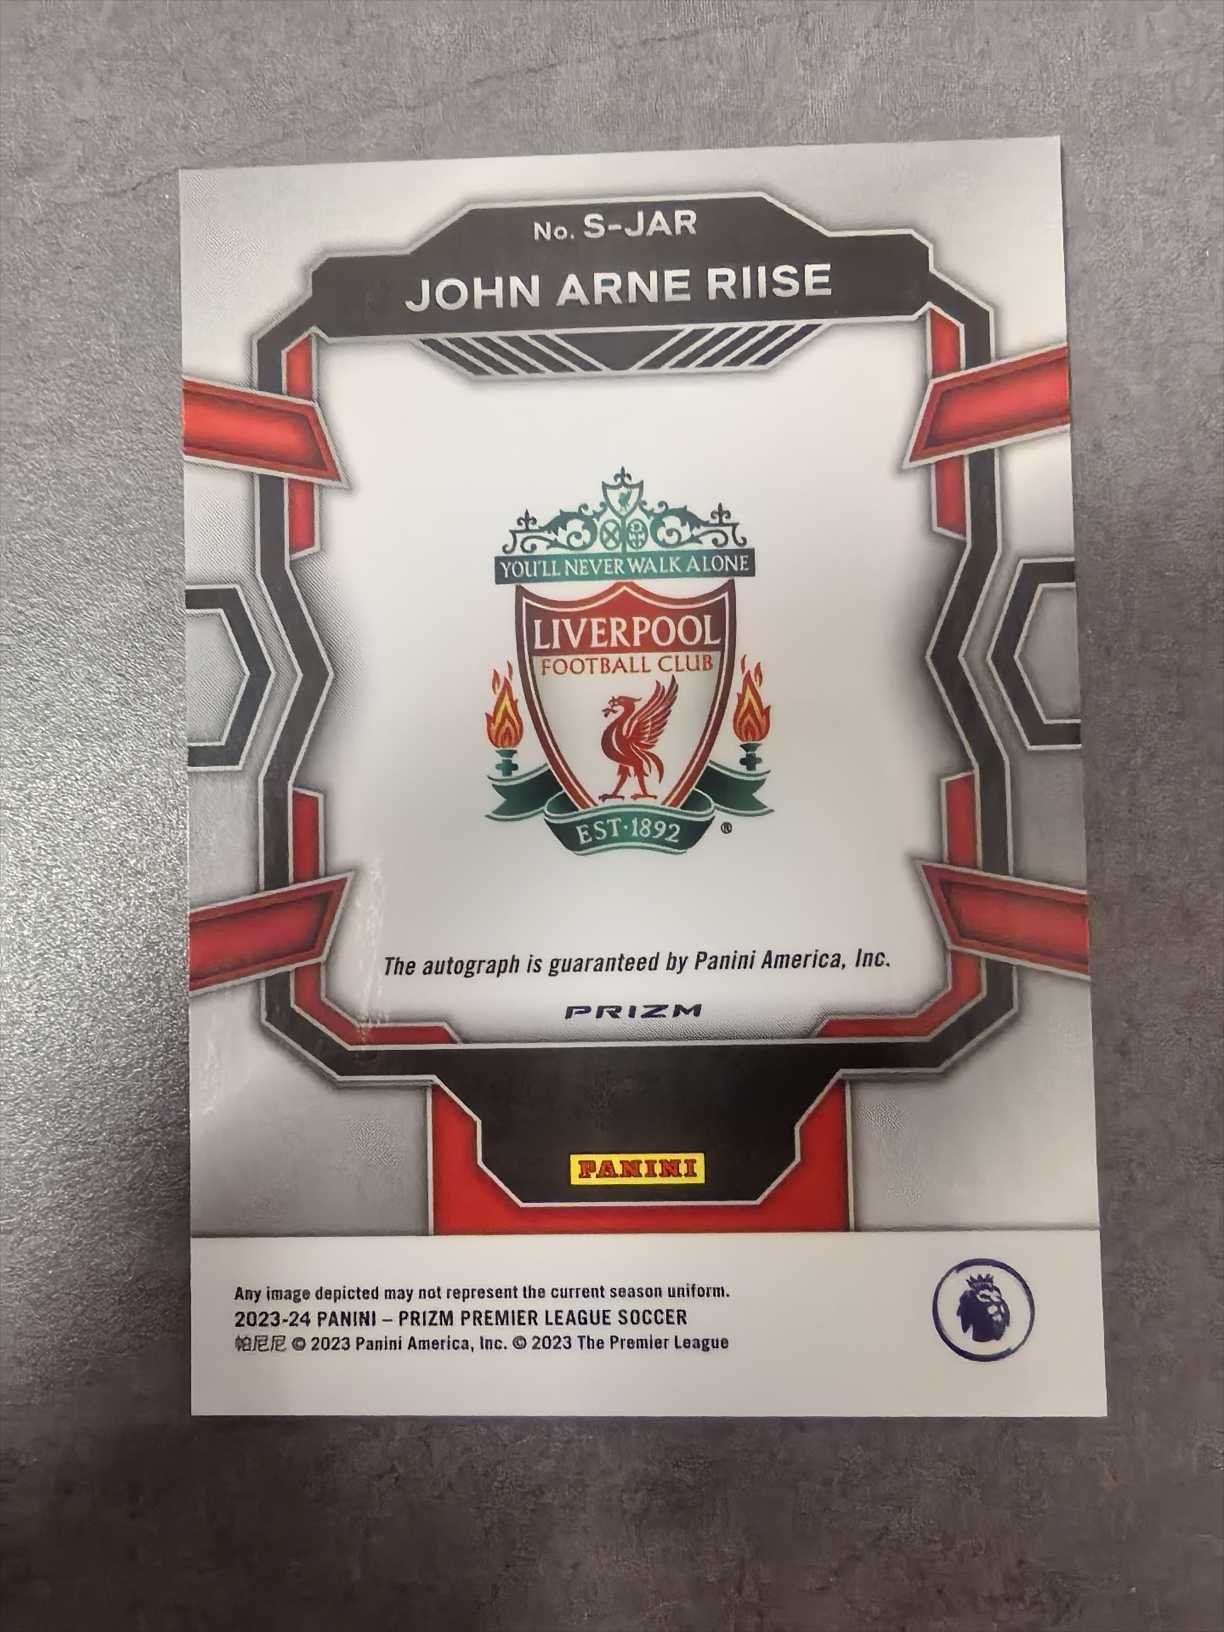 No. S-JAR
JOHN ARNE RIISE
YOU'LL NEVER WALK ALONE
LIVERPOOL
FOOTBALL CLUB
EST·1892 ®
The autograph is guaranteed by Panini America, Inc.
PRIZM
PANINI
Any image depicted may not represent the current season uniform.
2023-24 PANINI – PRIZM PREMIER LEAGUE SOCCER
帕尼尼 © 2023 Panini America, Inc. © 2023 The Premier League